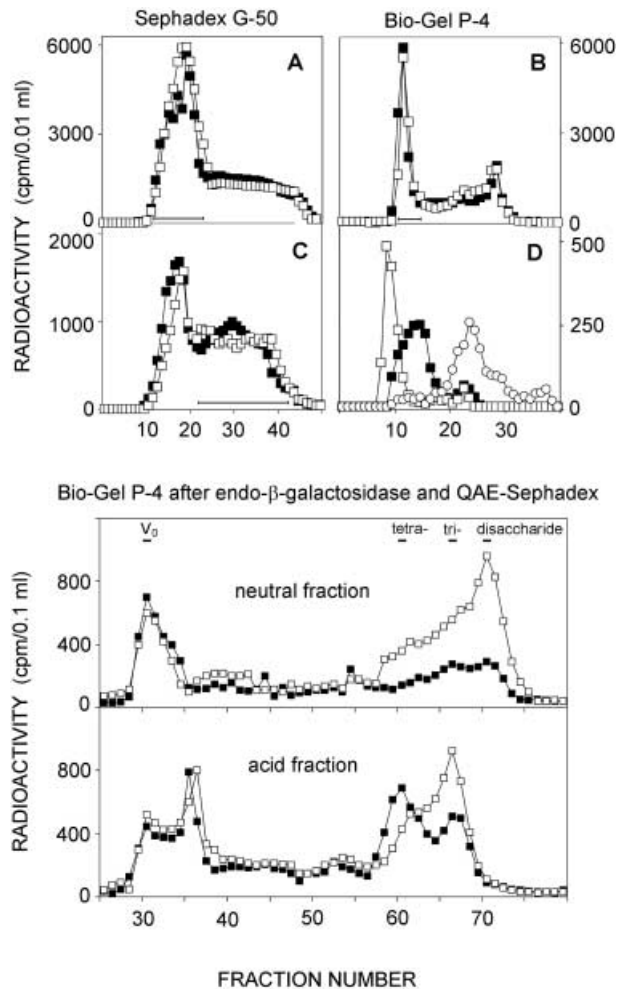 Sephadex G-50 Bio-Gel P-4
6000 A B 6000
3000 3000
0 0
2000 C D 500
1000 250
0 0
10 20 30 40 10 20 30
RADIOACTIVITY (cpm/0.01 ml)
Bio-Gel P-4 after endo-β-galactosidase and QAE-Sephadex
V0 tetra- tri- disaccharide
800 neutral fraction
400
0
800 acid fraction
400
0
30 40 50 60 70
RADIOACTIVITY (cpm/0.1 ml)
FRACTION NUMBER